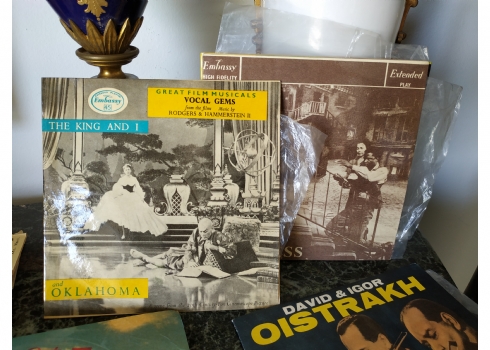 Embassy
45
GREAT FILM MUSICALS
VOCAL GEMS
from the film Music by
RODGERS & HAMMERSTEIN II
THE KING AND I
and
OKLAHOMA
Embassy
HIGH FIDELITY
Extended
PLAY
SS
DAVID & IGOR
OISTRAKH